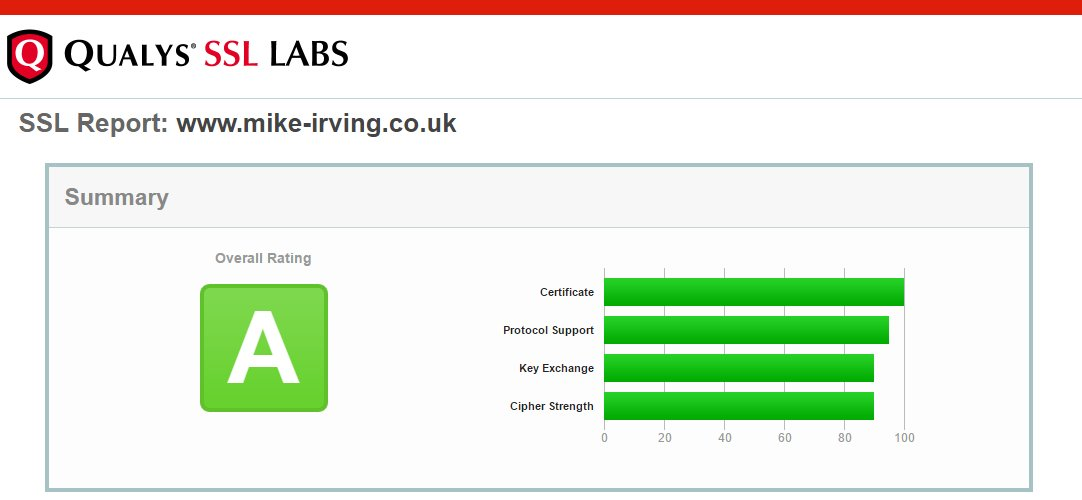 Q QUALYS® SSL LABS
SSL Report: www.mike-irving.co.uk
Summary
Overall Rating
A
Certificate
Protocol Support
Key Exchange
Cipher Strength
0 20 40 60 80 100